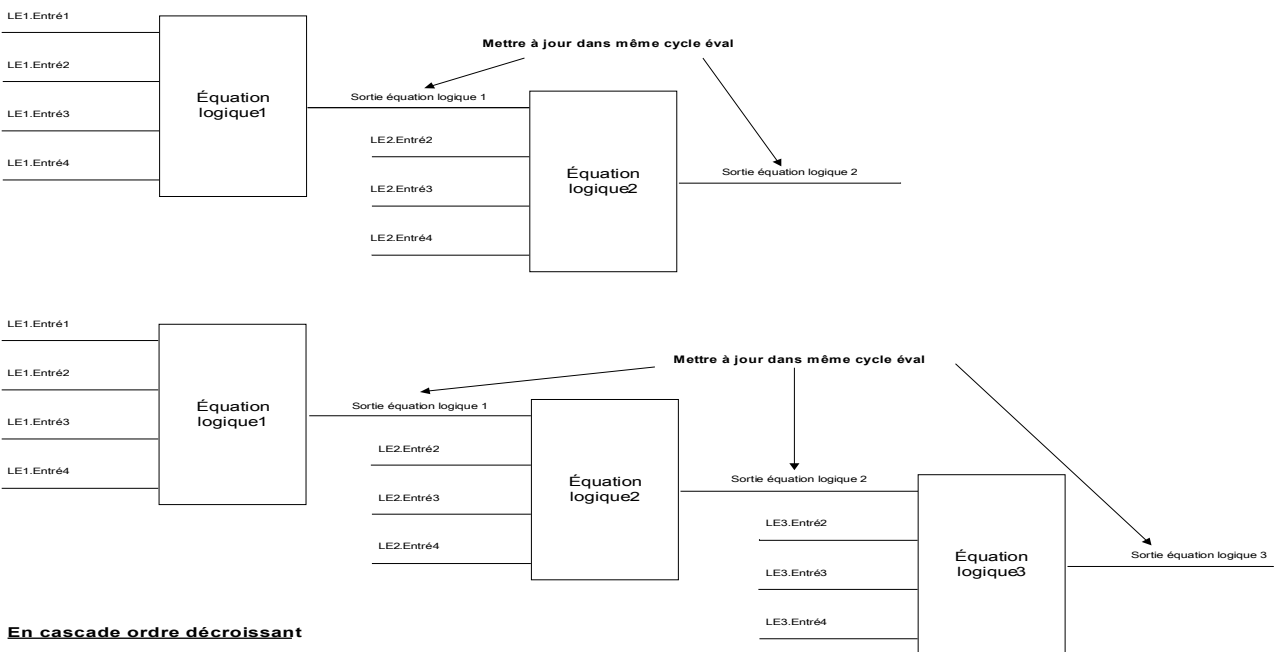 LE1.Entré1
LE1.Entré2
LE1.Entré3
LE1.Entré4
Équation
logique1
Mettre à jour dans même cycle éval
Sortie équation logique 1
LE2.Entré2
LE2.Entré3
LE2.Entré4
Équation
logique2
Sortie équation logique 2
LE1.Entré1
LE1.Entré2
LE1.Entré3
LE1.Entré4
Équation
logique1
Mettre à jour dans même cycle éval
Sortie équation logique 1
LE2.Entré2
LE2.Entré3
LE2.Entré4
Équation
logique2
Sortie équation logique 2
LE3.Entré2
LE3.Entré3
LE3.Entré4
Équation
logique3
Sortie équation logique 3
En cascade ordre décroissant